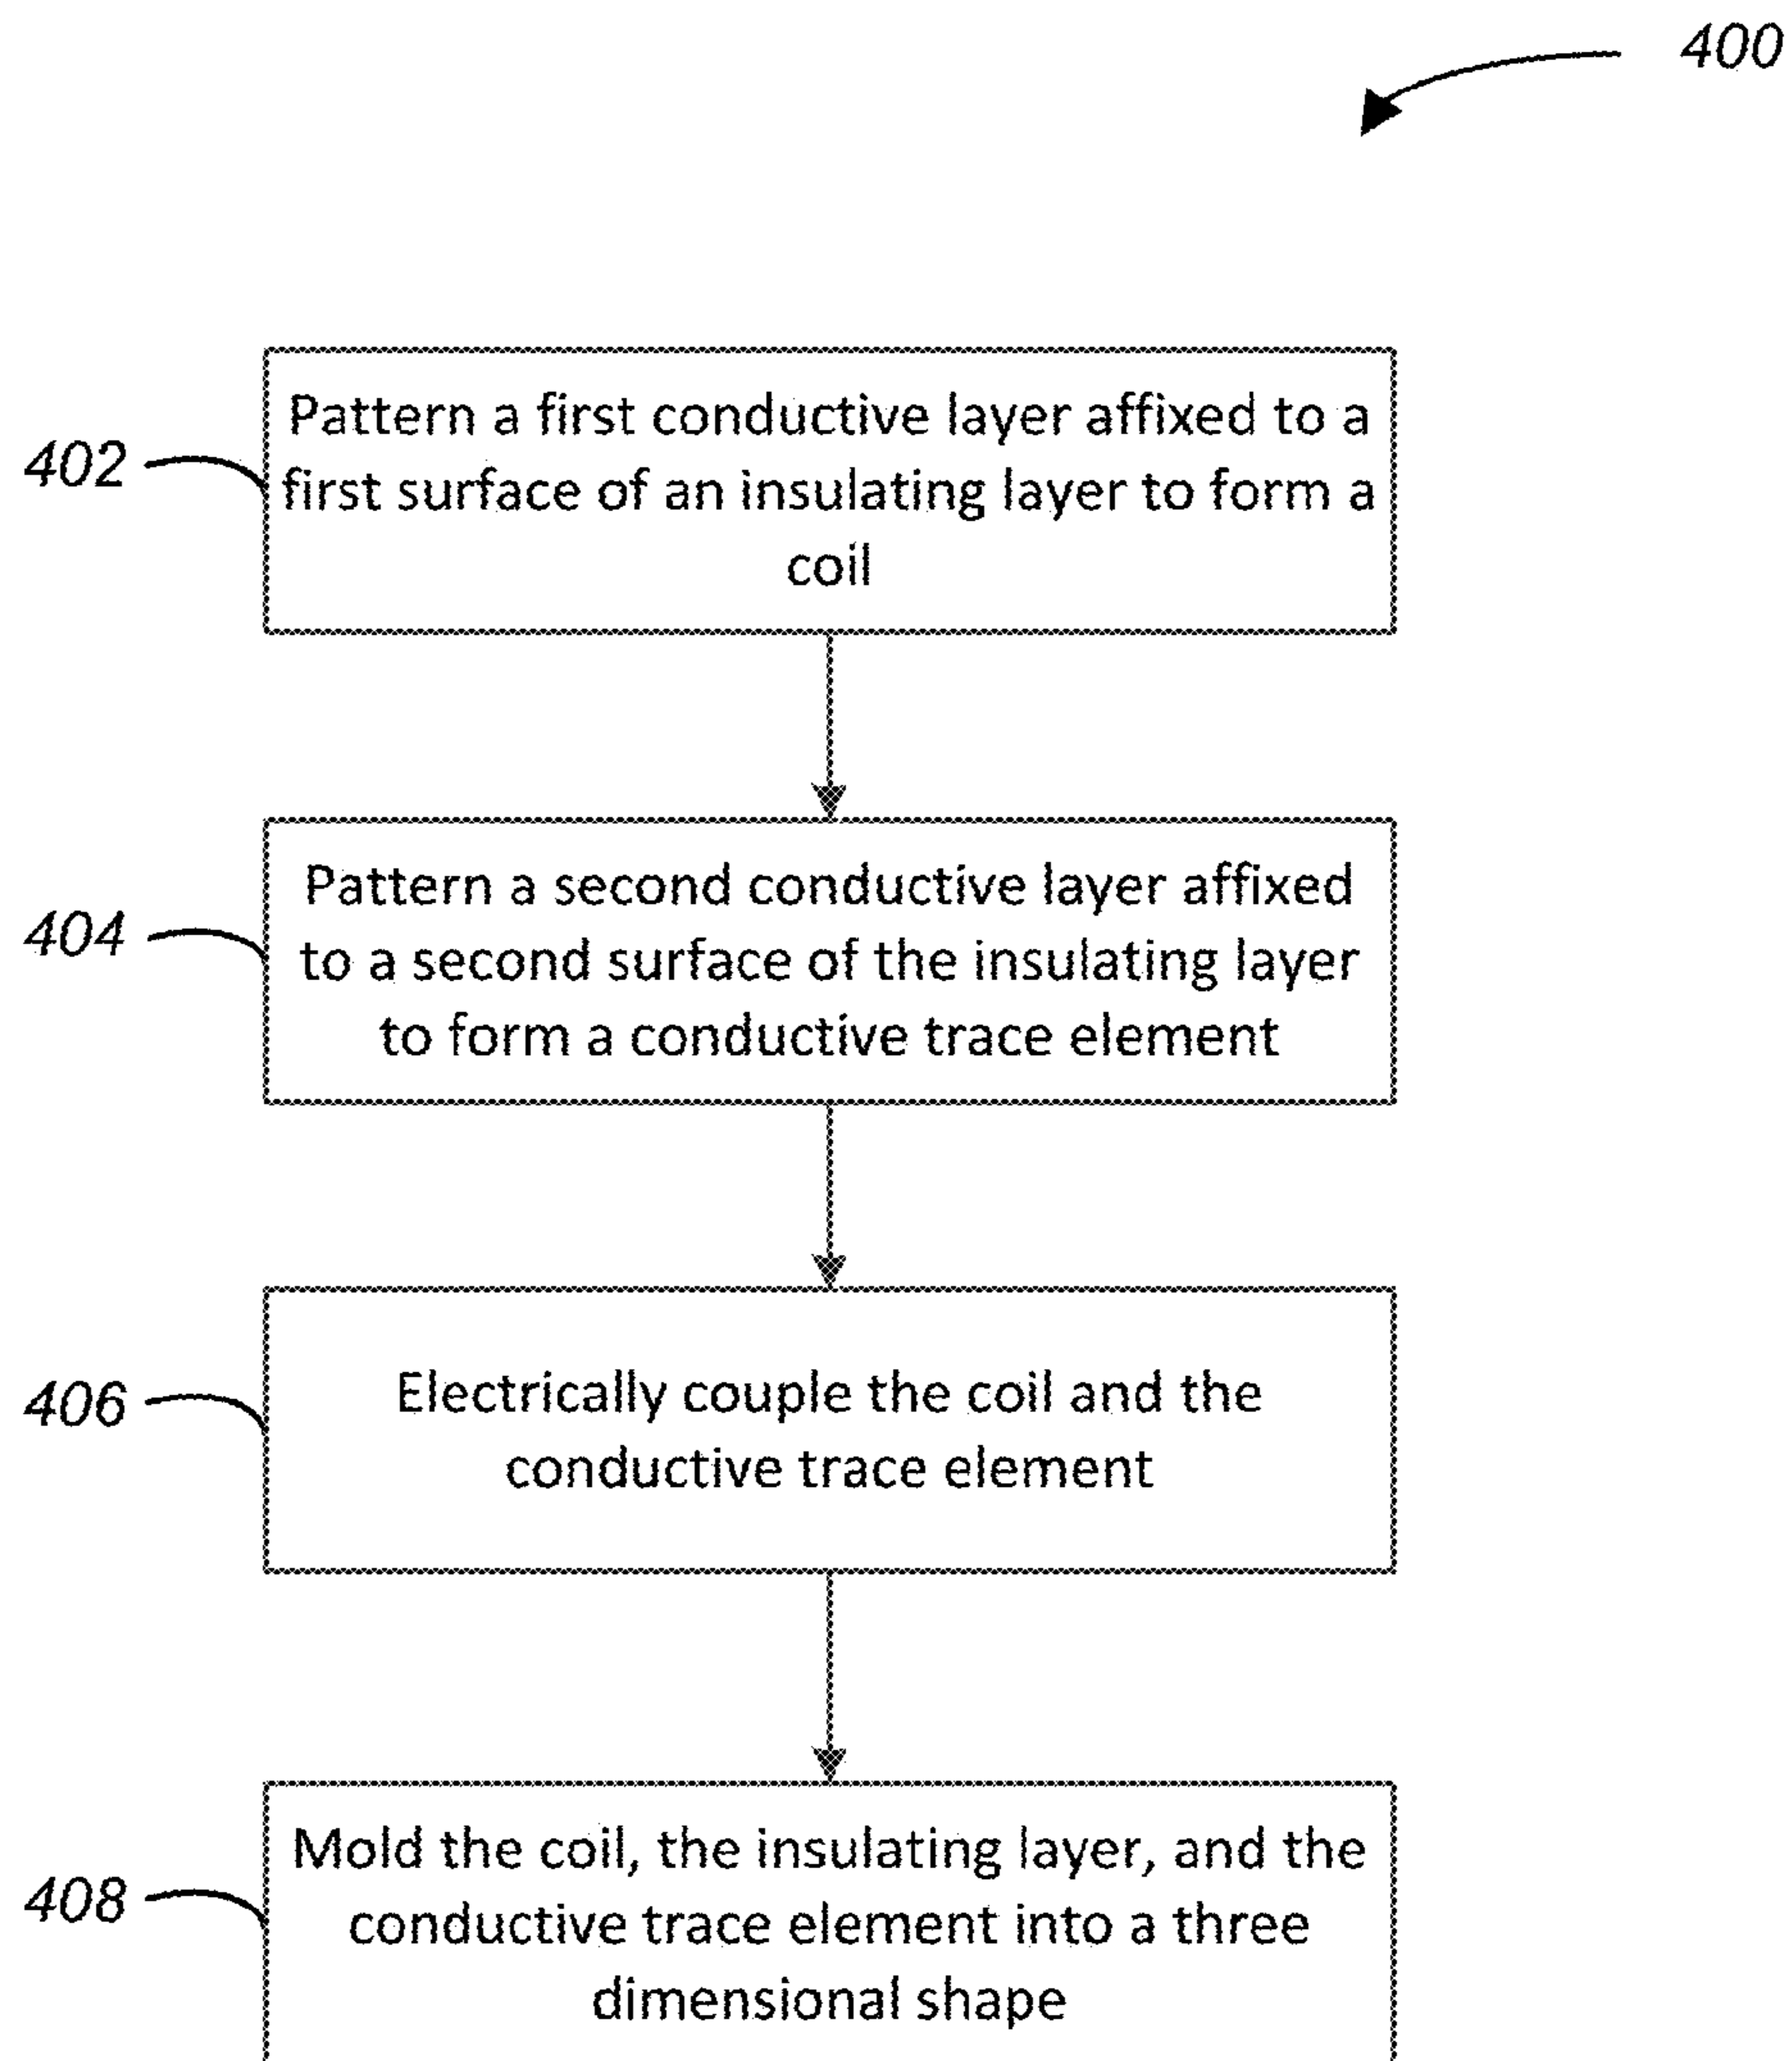 400
402
Pattern a first conductive layer affixed to a
first surface of an insulating layer to form a
coil
404
Pattern a second conductive layer affixed
to a second surface of the insulating layer
to form a conductive trace element
406
Electrically couple the coil and the
conductive trace element
408
Mold the coil, the insulating layer, and the
conductive trace element into a three
dimensional shape